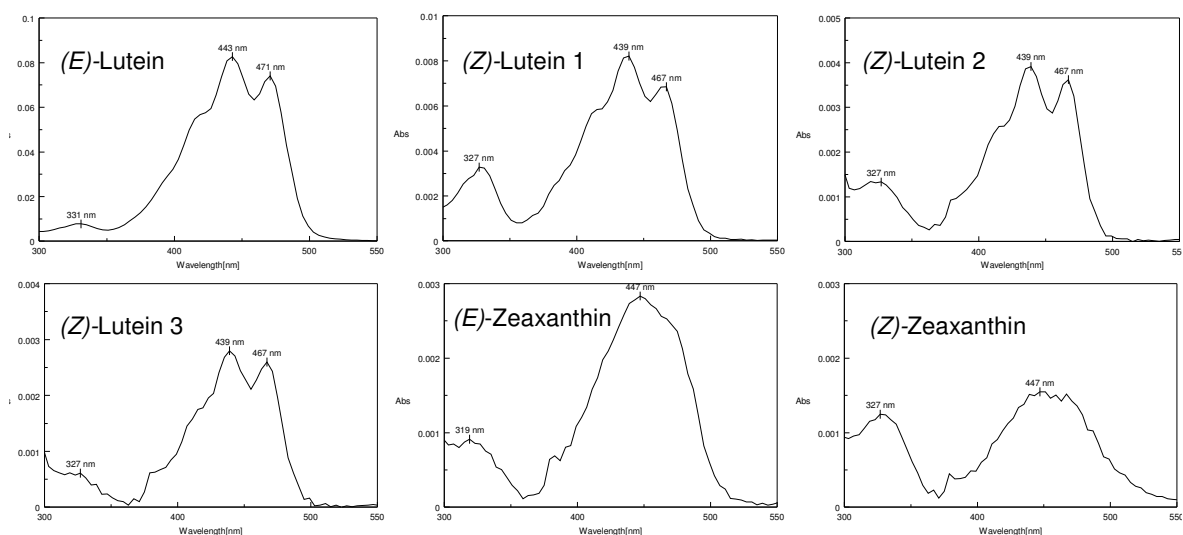 (E)-Lutein
443 nm
471 nm
331 nm
0.1
0.08
0.06
0.04
0.02
0
300
400
500
550
Wavelength[nm]
(Z)-Lutein 1
439 nm
467 nm
327 nm
0.01
0.008
0.006
Abs
0.004
0.002
0
300
400
500
550
Wavelength[nm]
(Z)-Lutein 2
439 nm
467 nm
327 nm
0.005
0.004
0.003
Abs
0.002
0.001
0
300
400
500
550
Wavelength[nm]
(Z)-Lutein 3
439 nm
467 nm
327 nm
0.004
0.003
0.002
0.001
0
300
400
500
550
Wavelength[nm]
(E)-Zeaxanthin
447 nm
319 nm
0.003
0.002
Abs
0.001
0
300
400
500
550
Wavelength[nm]
(Z)-Zeaxanthin
447 nm
327 nm
0.003
0.002
Abs
0.001
0
300
400
500
550
Wavelength[nm]